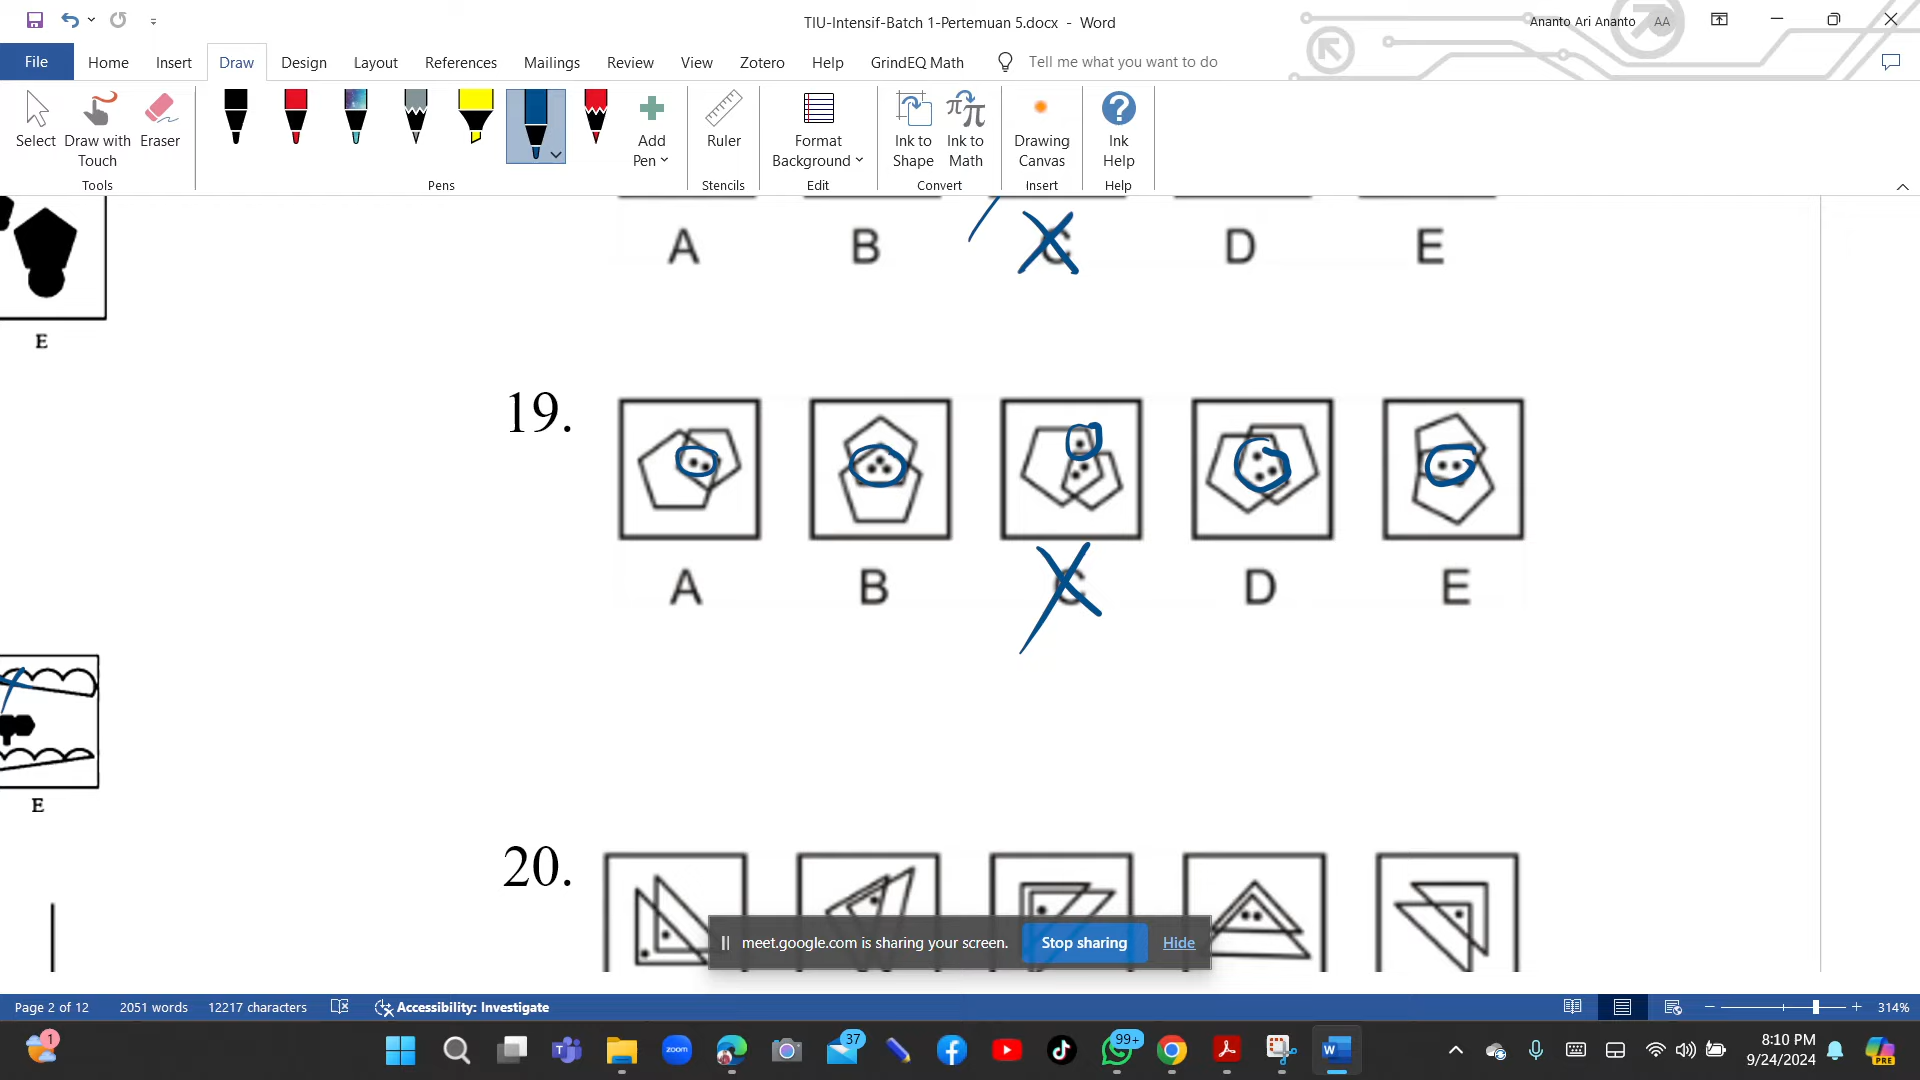 TIU-Intensif-Batch 1-Pertemuan 5.docx - Word
Ananto Ari Ananto
AA
File Home Insert Draw Design Layout References Mailings Review View Zotero Help GrindEQ Math Tell me what you want to do
Select
Draw with Touch
Eraser
Add Pen
Ruler
Format Background
Ink to Shape
Ink to Math
Drawing Canvas
Ink Help
Tools Pens Stencils Edit Convert Insert Help
A B C D E
E
19.
A B C D E
E
20.
meet.google.com is sharing your screen. Stop sharing Hide
Page 2 of 12 2051 words 12217 characters Accessibility: Investigate 314%
1
zoom
37
99+
W
8:10 PM
9/24/2024
PRE